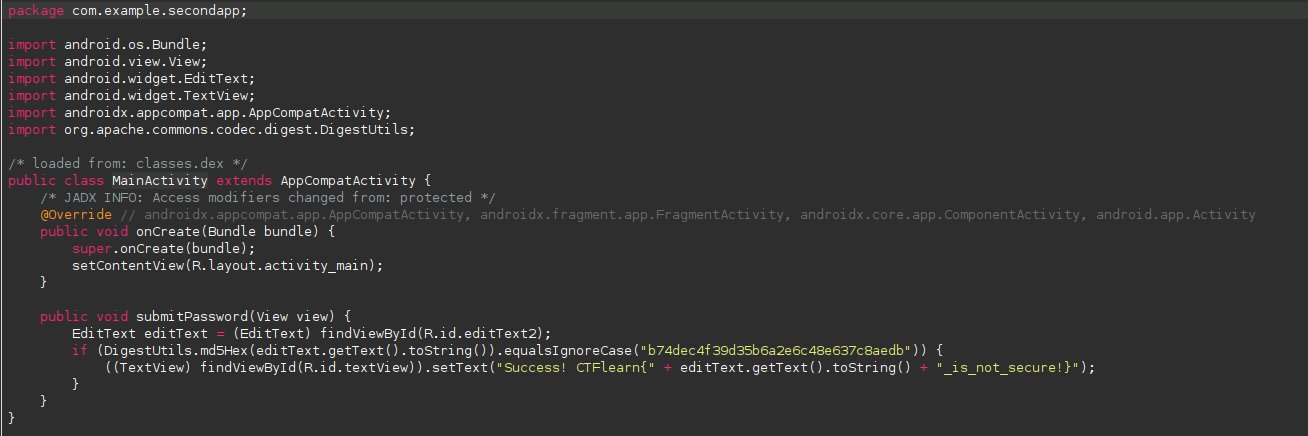 package com.example.secondapp;
import android.os.Bundle;
import android.view.View;
import android.widget.EditText;
import android.widget.TextView;
import androidx.appcompat.app.AppCompatActivity;
import org.apache.commons.codec.digest.DigestUtils;
/* loaded from: classes.dex */
public class MainActivity extends AppCompatActivity {
/* JADX INFO: Access modifiers changed from: protected */
@Override // androidx.appcompat.app.AppCompatActivity, androidx.fragment.app.FragmentActivity, androidx.core.app.ComponentActivity, android.app.Activity
public void onCreate(Bundle bundle) {
super.onCreate(bundle);
setContentView(R.layout.activity_main);
}
public void submitPassword(View view) {
EditText editText = (EditText) findViewById(R.id.editText2);
if (DigestUtils.md5Hex(editText.getText().toString()).equalsIgnoreCase("b74dec4f39d35b6a2e6c48e637c8aedb")) {
((TextView) findViewById(R.id.textView)).setText("Success! CTFlearn{" + editText.getText().toString() + "_is_not_secure!}");
}
}
}